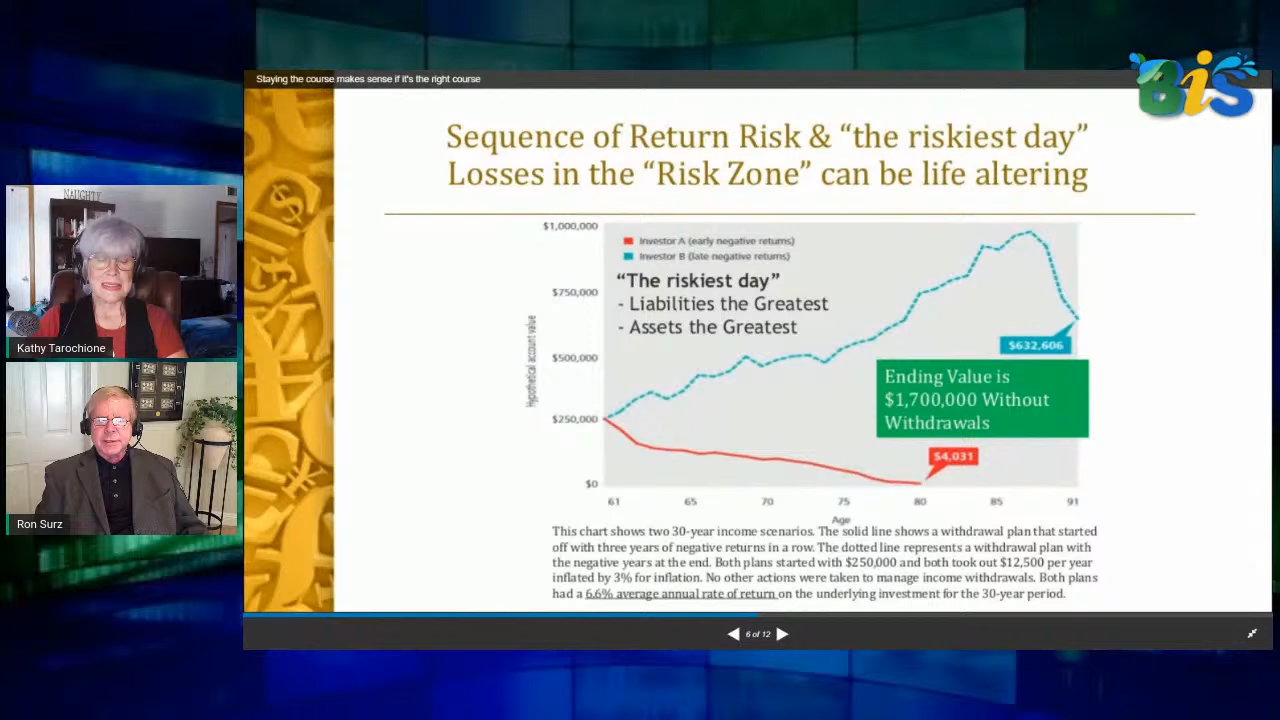 Staying the course makes sense if it's the right course
BiS
Sequence of Return Risk & “the riskiest day”
Losses in the “Risk Zone” can be life altering
NAUGHTY
Kathy Tarochione
Ron Surz
$1,000,000
$750,000
$500,000
$250,000
$0
Hypothetical account value
Investor A (early negative returns)
Investor B (late negative returns)
“The riskiest day”
- Liabilities the Greatest
- Assets the Greatest
$632,606
Ending Value is
$1,700,000 Without
Withdrawals
$4,031
61 65 70 75 80 85 91
Age
This chart shows two 30-year income scenarios. The solid line shows a withdrawal plan that started
off with three years of negative returns in a row. The dotted line represents a withdrawal plan with
the negative years at the end. Both plans started with $250,000 and both took out $12,500 per year
inflated by 3% for inflation. No other actions were taken to manage income withdrawals. Both plans
had a 6.6% average annual rate of return on the underlying investment for the 30-year period.
6 of 12